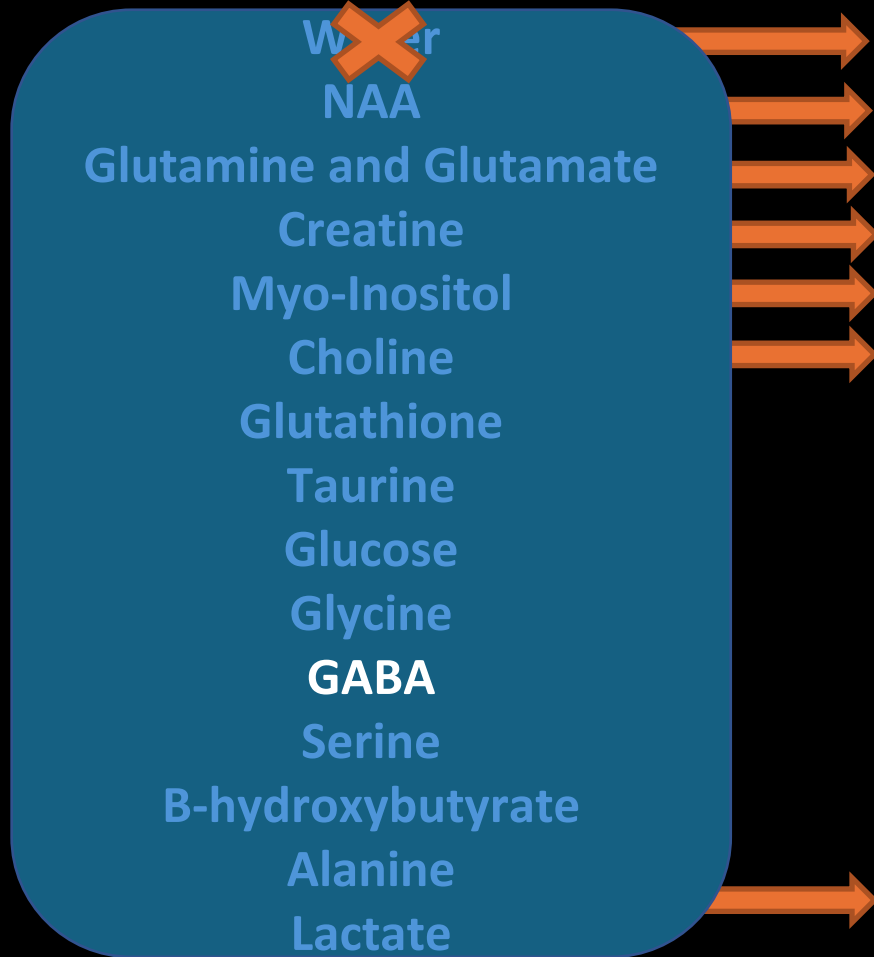 NAA
Glutamine and Glutamate
Creatine
Myo-Inositol
Choline
Glutathione
Taurine
Glucose
Glycine
GABA
Serine
B-hydroxybutyrate
Alanine
Lactate